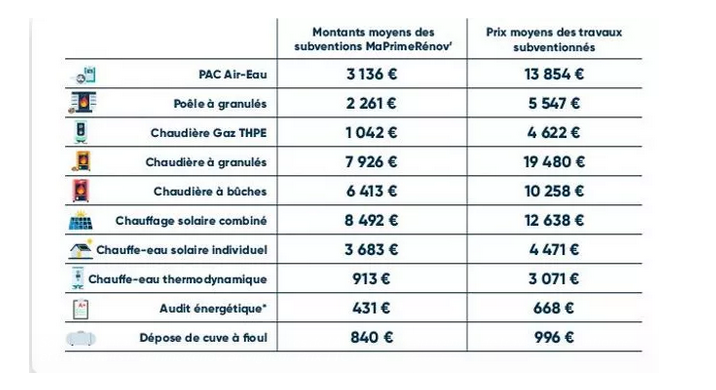 Montants moyens des
subventions MaPrimeRénov'
Prix moyens des travaux
subventionnés
PAC Air-Eau 3 136 € 13 854 €
Poêle à granulés 2 261 € 5 547 €
Chaudière Gaz THPE 1 042 € 4 622 €
Chaudière à granulés 7 926 € 19 480 €
Chaudière à bûches 6 413 € 10 258 €
Chauffage solaire combiné 8 492 € 12 638 €
Chauffe-eau solaire individuel 3 683 € 4 471 €
Chauffe-eau thermodynamique 913 € 3 071 €
Audit énergétique* 431 € 668 €
Dépose de cuve à fioul 840 € 996 €